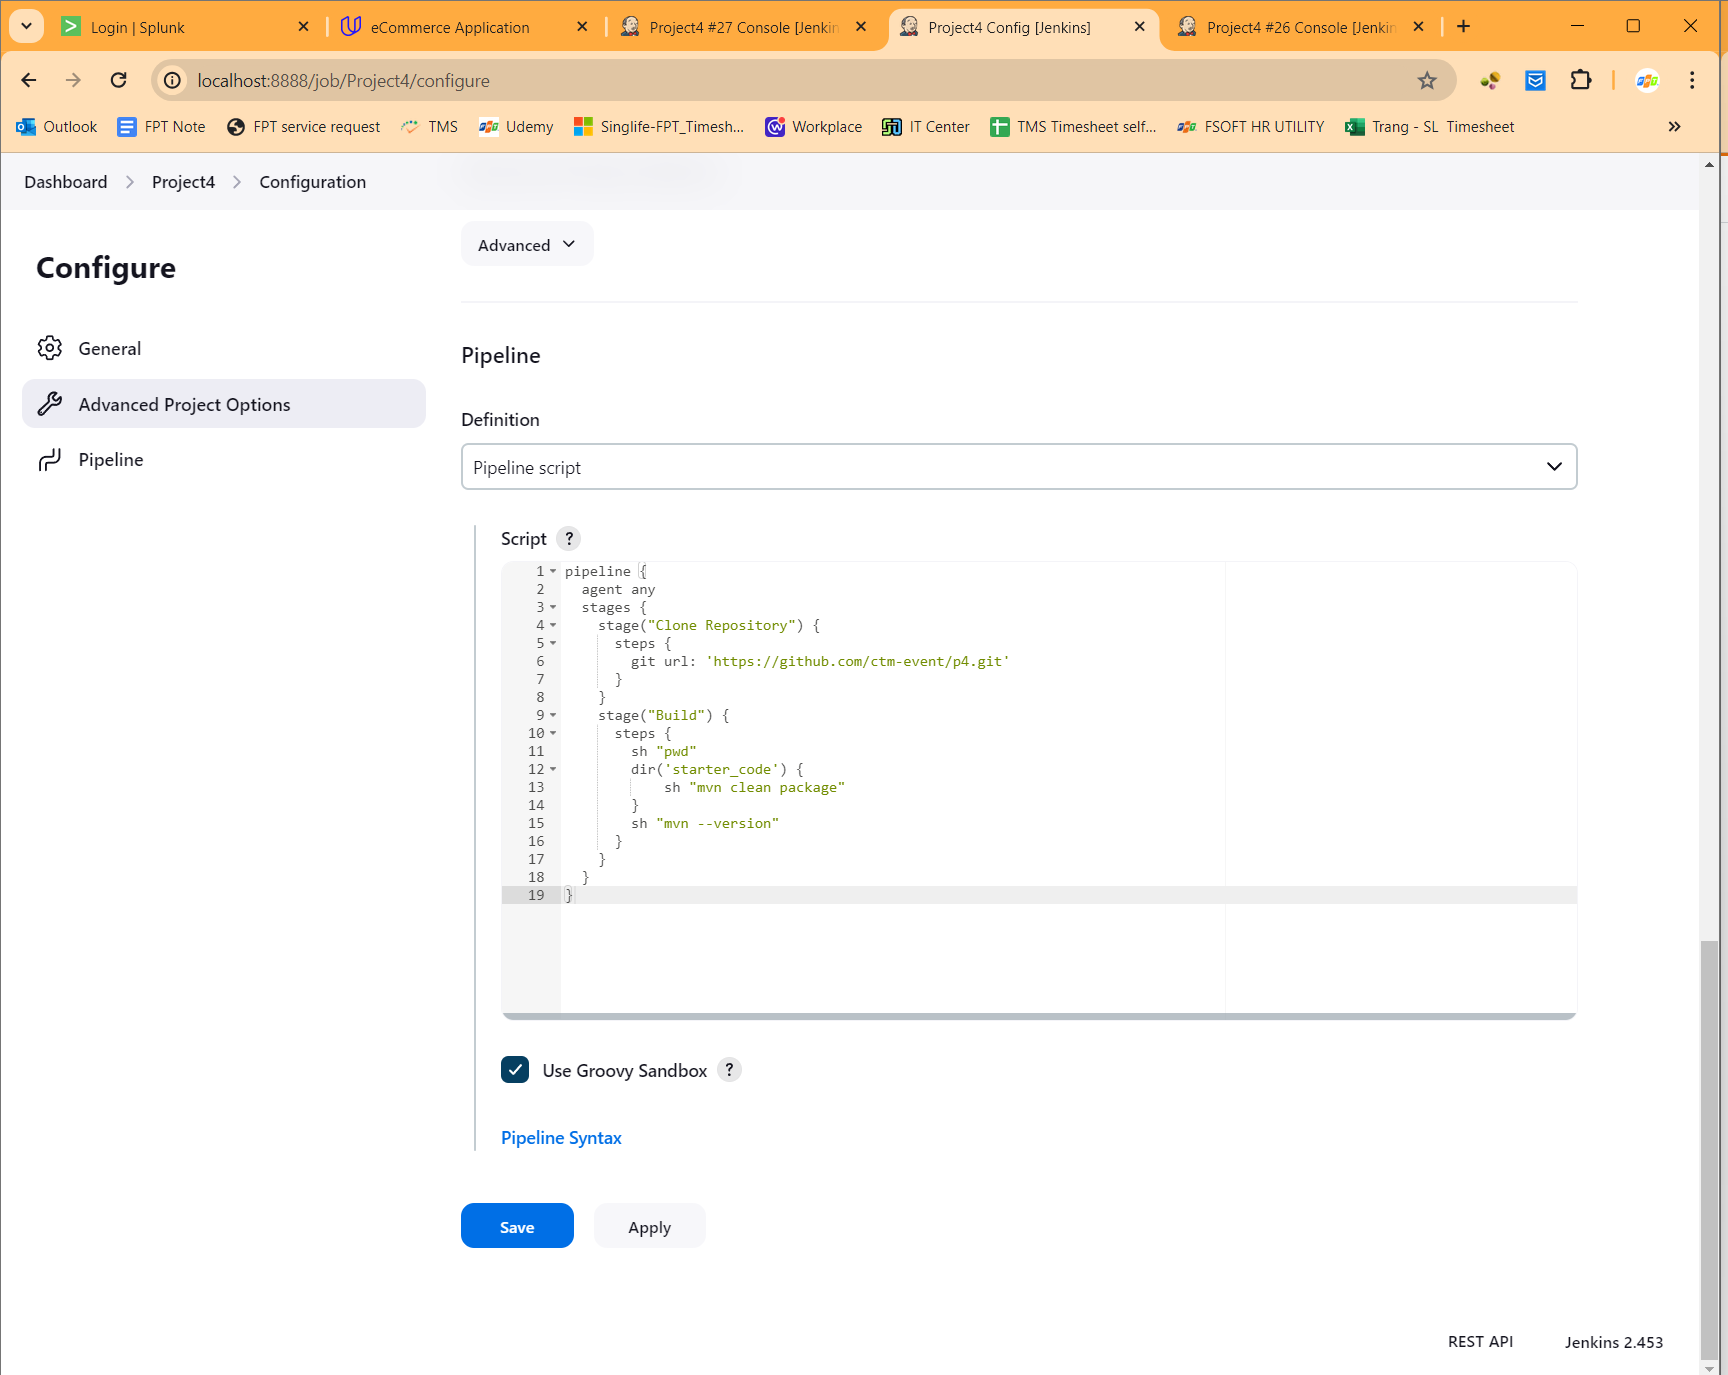 Login | Splunk
eCommerce Application
Project4 #27 Console [Jenkin
Project4 Config [Jenkins]
Project4 #26 Console [Jenkin
localhost:8888/job/Project4/configure
Outlook
FPT Note
FPT service request
TMS
Udemy
Singlife-FPT_Timesh...
Workplace
IT Center
TMS Timesheet self...
FSOFT HR UTILITY
Trang - SL Timesheet
Dashboard > Project4 > Configuration
Configure
General
Advanced Project Options
Pipeline
Advanced
Pipeline
Definition
Pipeline script
Script ?
1 pipeline {
2 agent any
3 stages {
4 stage("Clone Repository") {
5 steps {
6 git url: 'https://github.com/ctm-event/p4.git'
7 }
8 }
9 stage("Build") {
10 steps {
11 sh "pwd"
12 dir('starter_code') {
13 sh "mvn clean package"
14 }
15 sh "mvn --version"
16 }
17 }
18 }
19 }
Use Groovy Sandbox ?
Pipeline Syntax
Save
Apply
REST API
Jenkins 2.453